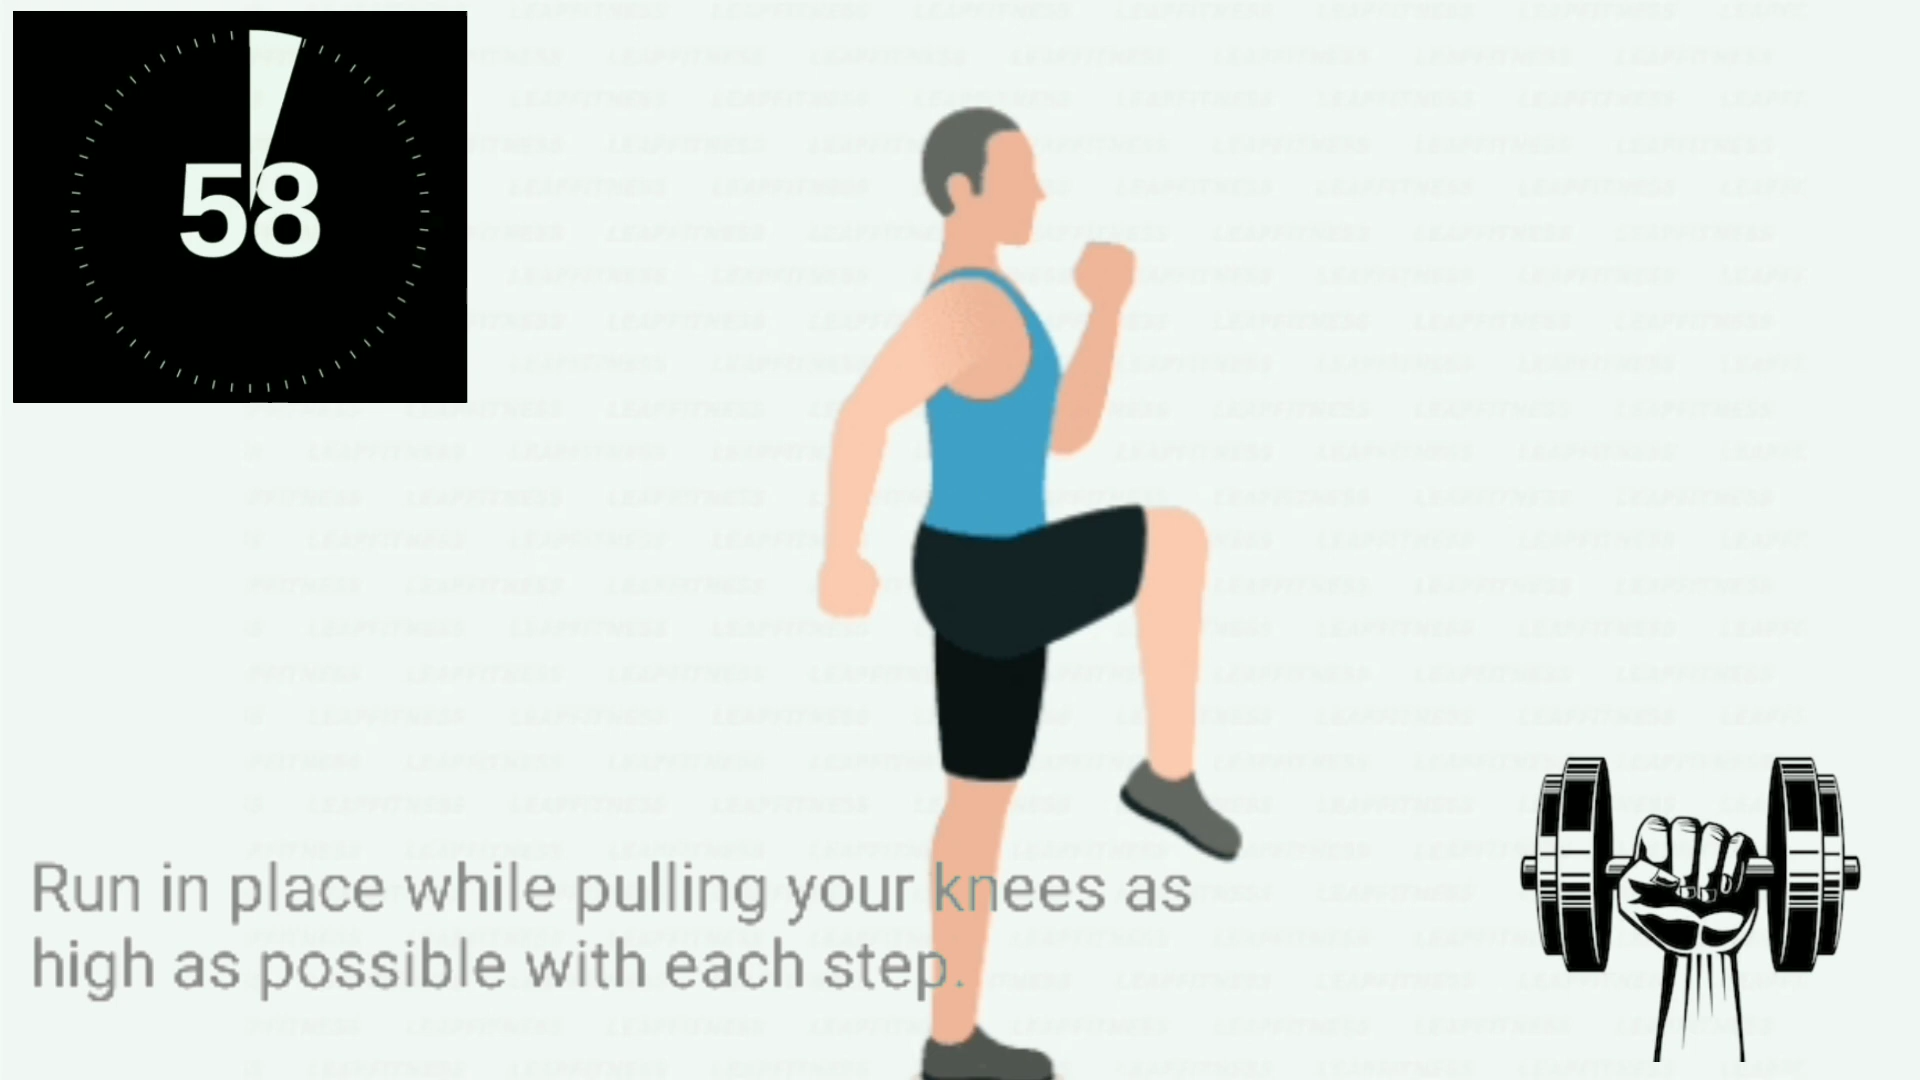 58
Run in place while pulling your knees as
high as possible with each step.